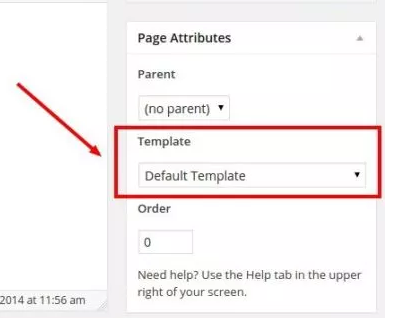 Page Attributes
Parent
(no parent)
Template
Default Template
Order
0
Need help? Use the Help tab in the upper
right of your screen.
2014 at 11:56 am